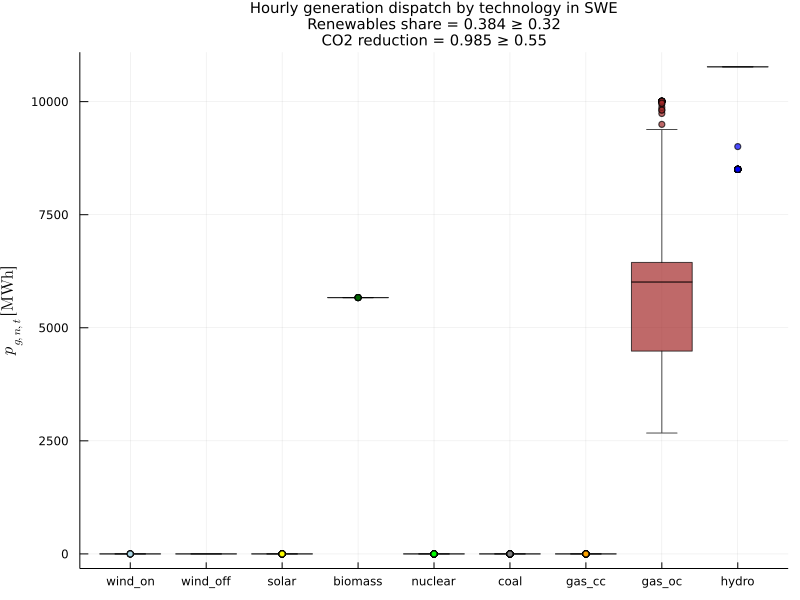 Hourly generation dispatch by technology in SWE
Renewables share = 0.384 ≥ 0.32
CO2 reduction = 0.985 ≥ 0.55
10000
7500
5000
2500
0
p g, n, t [MWh]
wind_on wind_off solar biomass nuclear coal gas_cc gas_oc hydro